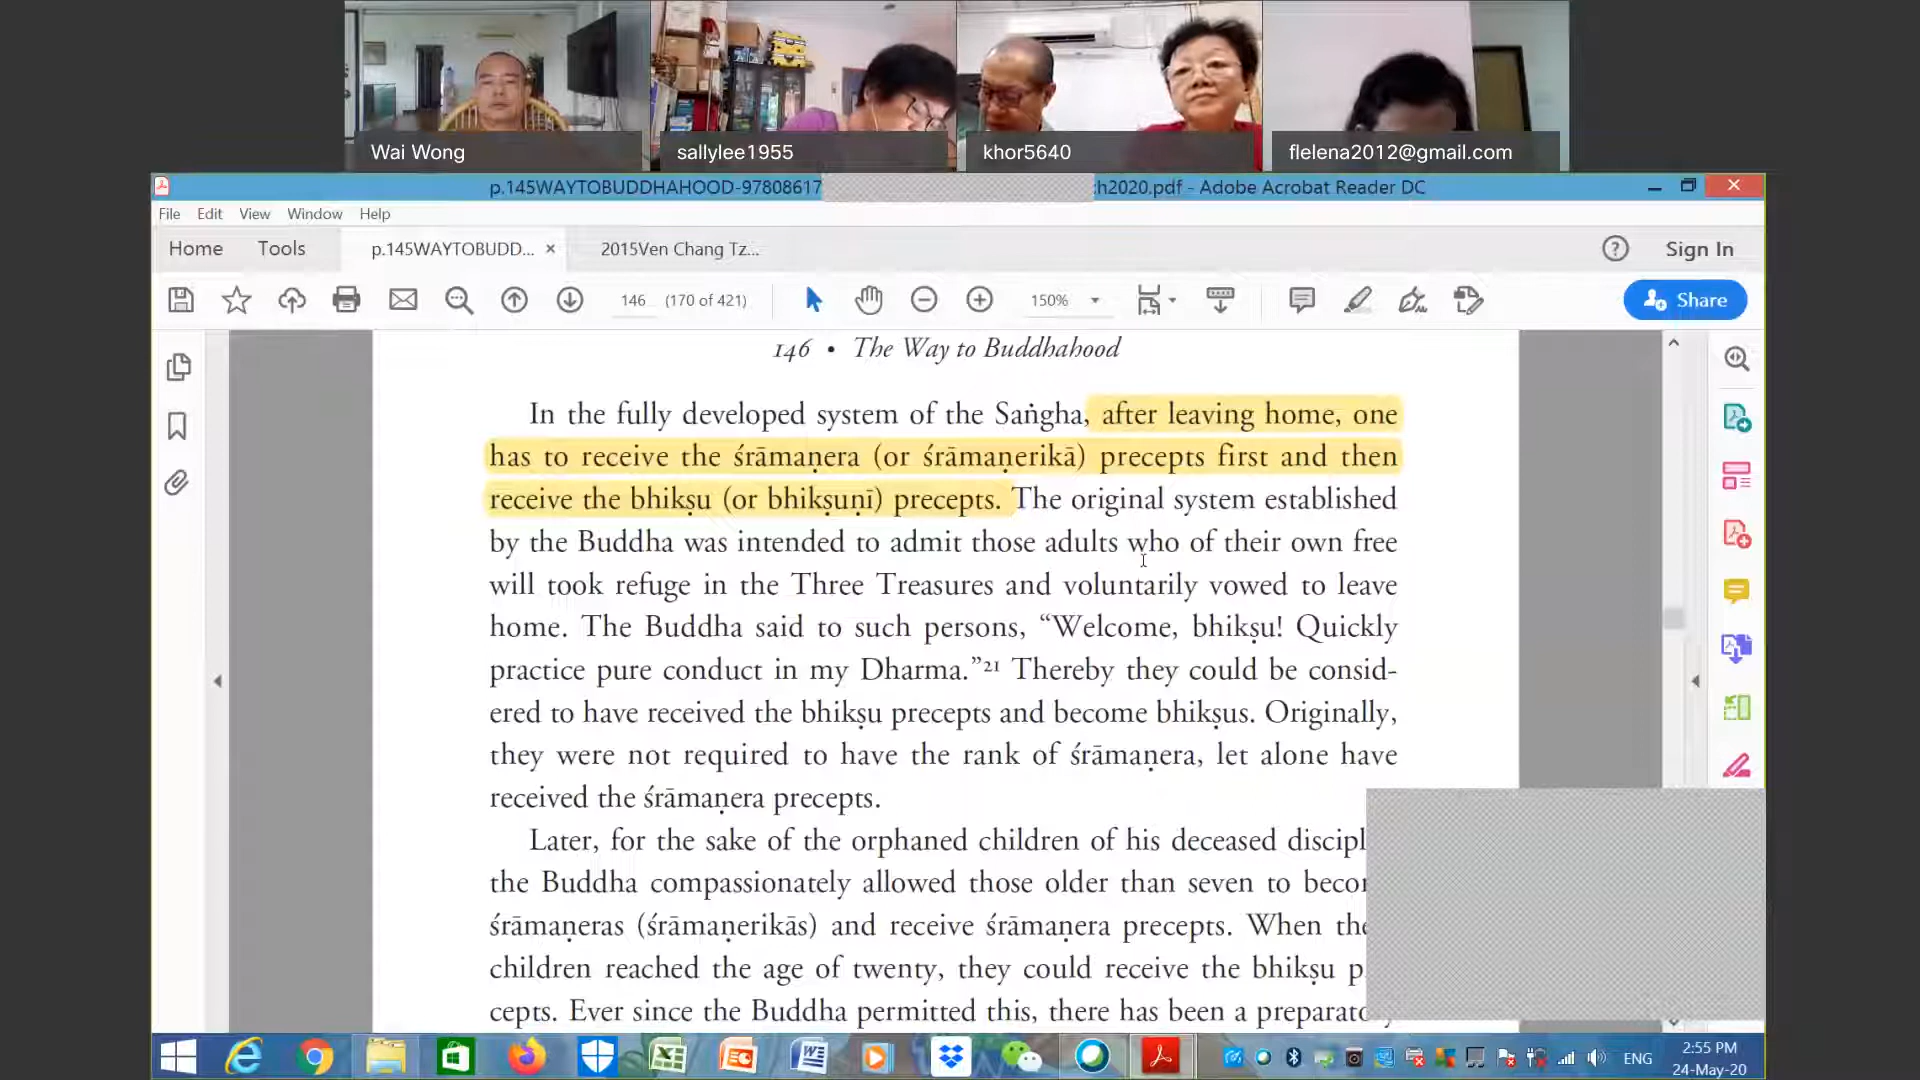 Wai Wong
sallylee1955
khor5640
flelena2012@gmail.com
p.145WAYTOBUDDHAHOOD-97808617 h2020.pdf - Adobe Acrobat Reader DC
File Edit View Window Help
Home Tools p.145WAYTOBUDD... × 2015Ven Chang Tz... Sign In
146 (170 of 421) 150% Share
146 • The Way to Buddhahood
In the fully developed system of the Saṅgha, after leaving home, one
has to receive the śrāmaṇera (or śrāmaṇerikā) precepts first and then
receive the bhikṣu (or bhikṣuṇī) precepts. The original system established
by the Buddha was intended to admit those adults who of their own free
will took refuge in the Three Treasures and voluntarily vowed to leave
home. The Buddha said to such persons, “Welcome, bhikṣu! Quickly
practice pure conduct in my Dharma.”21 Thereby they could be consid-
ered to have received the bhikṣu precepts and become bhikṣus. Originally,
they were not required to have the rank of śrāmaṇera, let alone have
received the śrāmaṇera precepts.
Later, for the sake of the orphaned children of his deceased discipl
the Buddha compassionately allowed those older than seven to becom
śrāmaṇeras (śrāmaṇerikās) and receive śrāmaṇera precepts. When the
children reached the age of twenty, they could receive the bhikṣu p
cepts. Ever since the Buddha permitted this, there has been a preparatory
ENG
2:55 PM
24-May-20